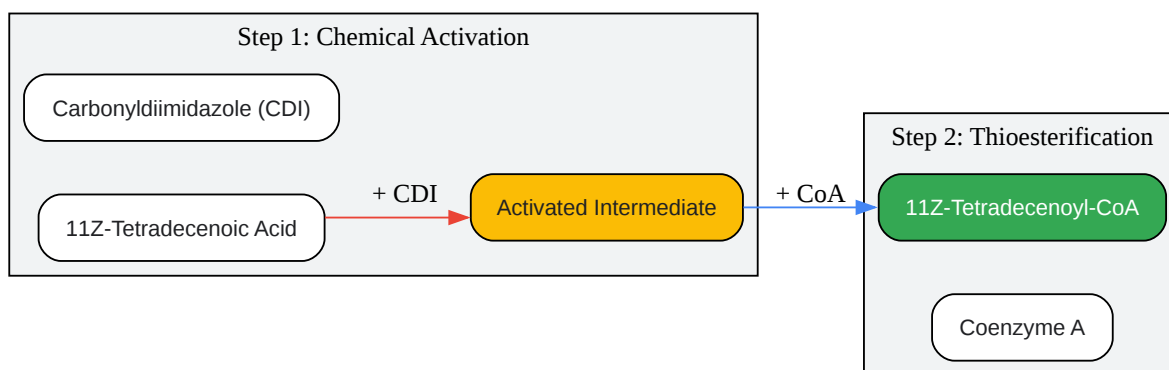 Step 1: Chemical Activation
Carbonyldiimidazole (CDI)
11Z-Tetradecenoic Acid
+ CDI
Activated Intermediate
+ CoA
Step 2: Thioesterification
11Z-Tetradecenoyl-CoA
Coenzyme A